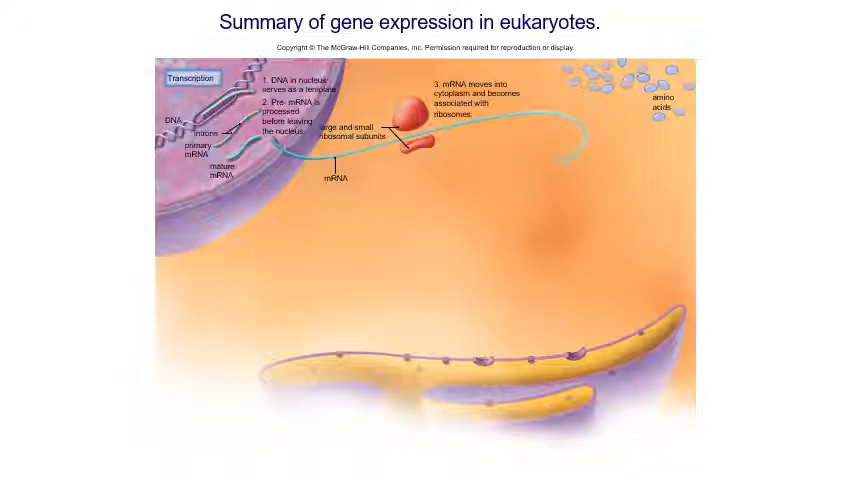 Summary of gene expression in eukaryotes.
Copyright © The McGraw-Hill Companies, Inc. Permission required for reproduction or display.
Transcription
1. DNA in nucleus
serves as a template
2. Pre- mRNA is
processed
before leaving
the nucleus.
DNA
introns
primary
mRNA
mature
mRNA
large and small
ribosomal subunits
mRNA
3. mRNA moves into
cytoplasm and becomes
associated with
ribosomes.
amino
acids